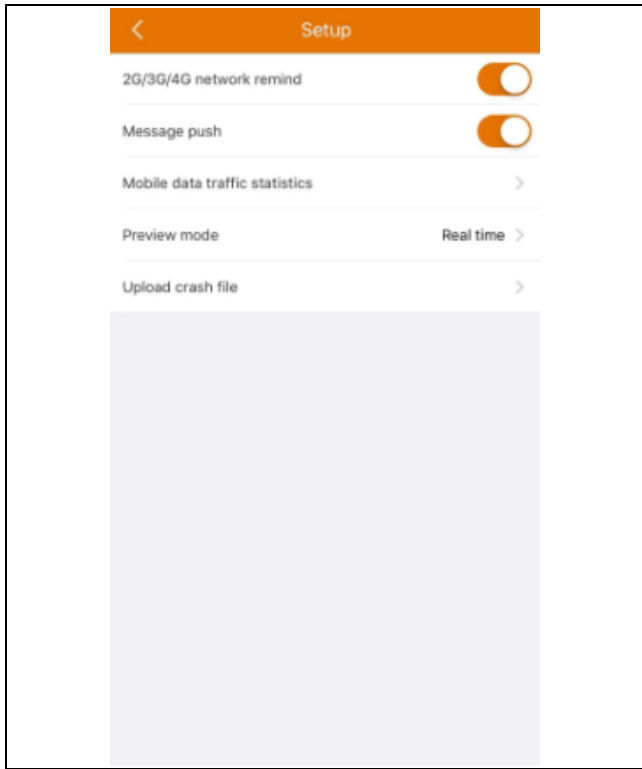 Setup
2G/3G/4G network remind
Message push
Mobile data traffic statistics
Preview mode Real time
Upload crash file